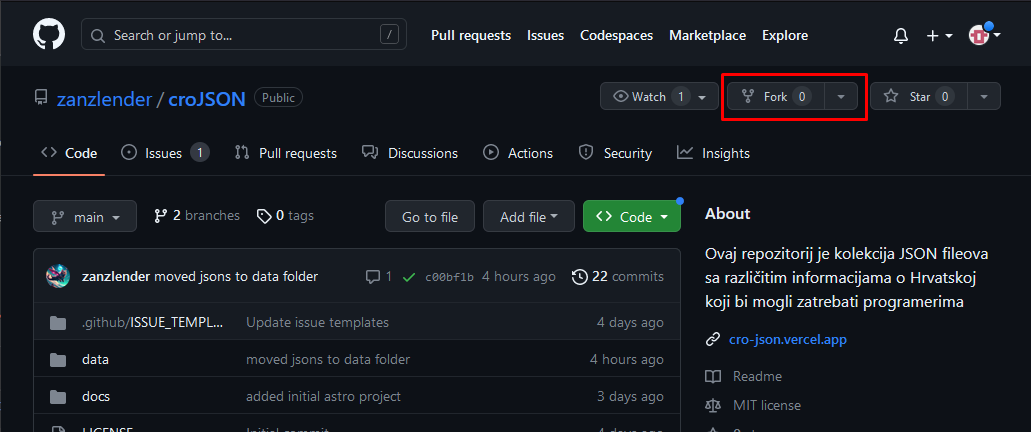 Search or jump to... /
Pull requests Issues Codespaces Marketplace Explore
zanzlender / croJSON Public
Watch 1 Fork 0 Star 0
Code Issues 1 Pull requests Discussions Actions Security Insights
main 2 branches 0 tags Go to file Add file Code
zanzlender moved jsons to data folder 1 c00bf1b 4 hours ago 22 commits
.github/ISSUE_TEMPL... Update issue templates 4 days ago
data moved jsons to data folder 4 hours ago
docs added initial astro project 3 days ago
LICENSE Initial commit
About
Ovaj repozitorij je kolekcija JSON fileova
sa različitim informacijama o Hrvatskoj
koji bi mogli zatrebati programerima
cro-json.vercel.app
Readme
MIT license